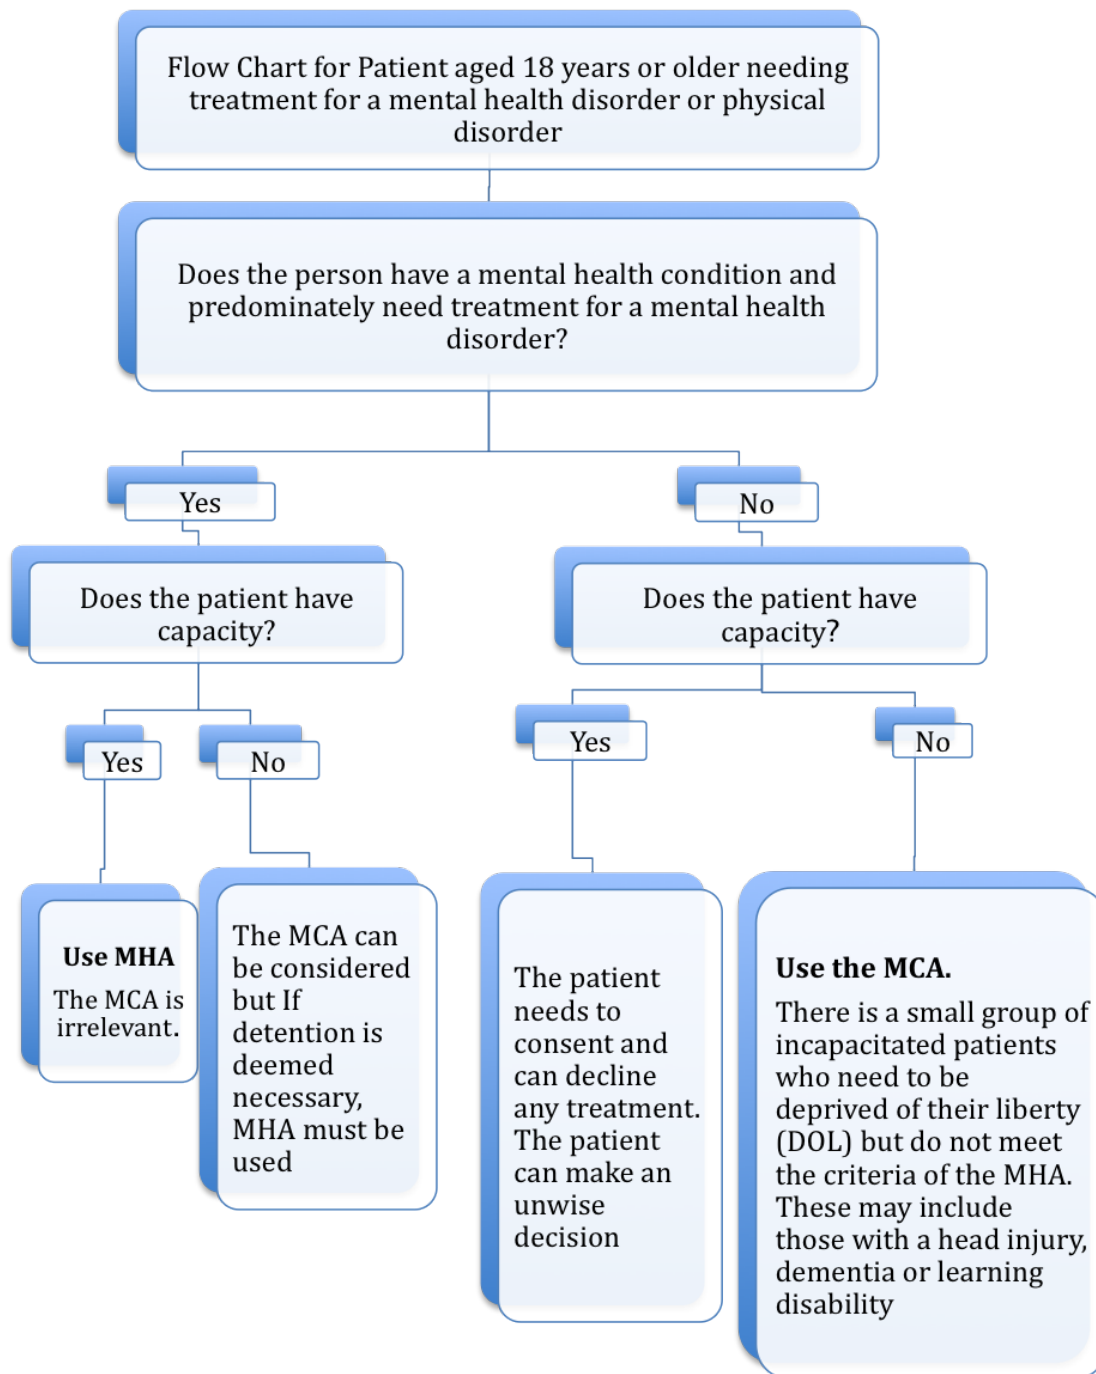 Flow Chart for Patient aged 18 years or older needing
treatment for a mental health disorder or physical
disorder
Does the person have a mental health condition and
predominately need treatment for a mental health
disorder?
Yes
No
Does the patient have
capacity?
Does the patient have
capacity?
Yes
No
Yes
No
Use MHA
The MCA is
irrelevant.
The MCA can
be considered
but If
detention is
deemed
necessary,
MHA must be
used
The patient
needs to
consent and
can decline
any treatment.
The patient
can make an
unwise
decision
Use the MCA.
There is a small group of
incapacitated patients
who need to be
deprived of their liberty
(DOL) but do not meet
the criteria of the MHA.
These may include
those with a head injury,
dementia or learning
disability